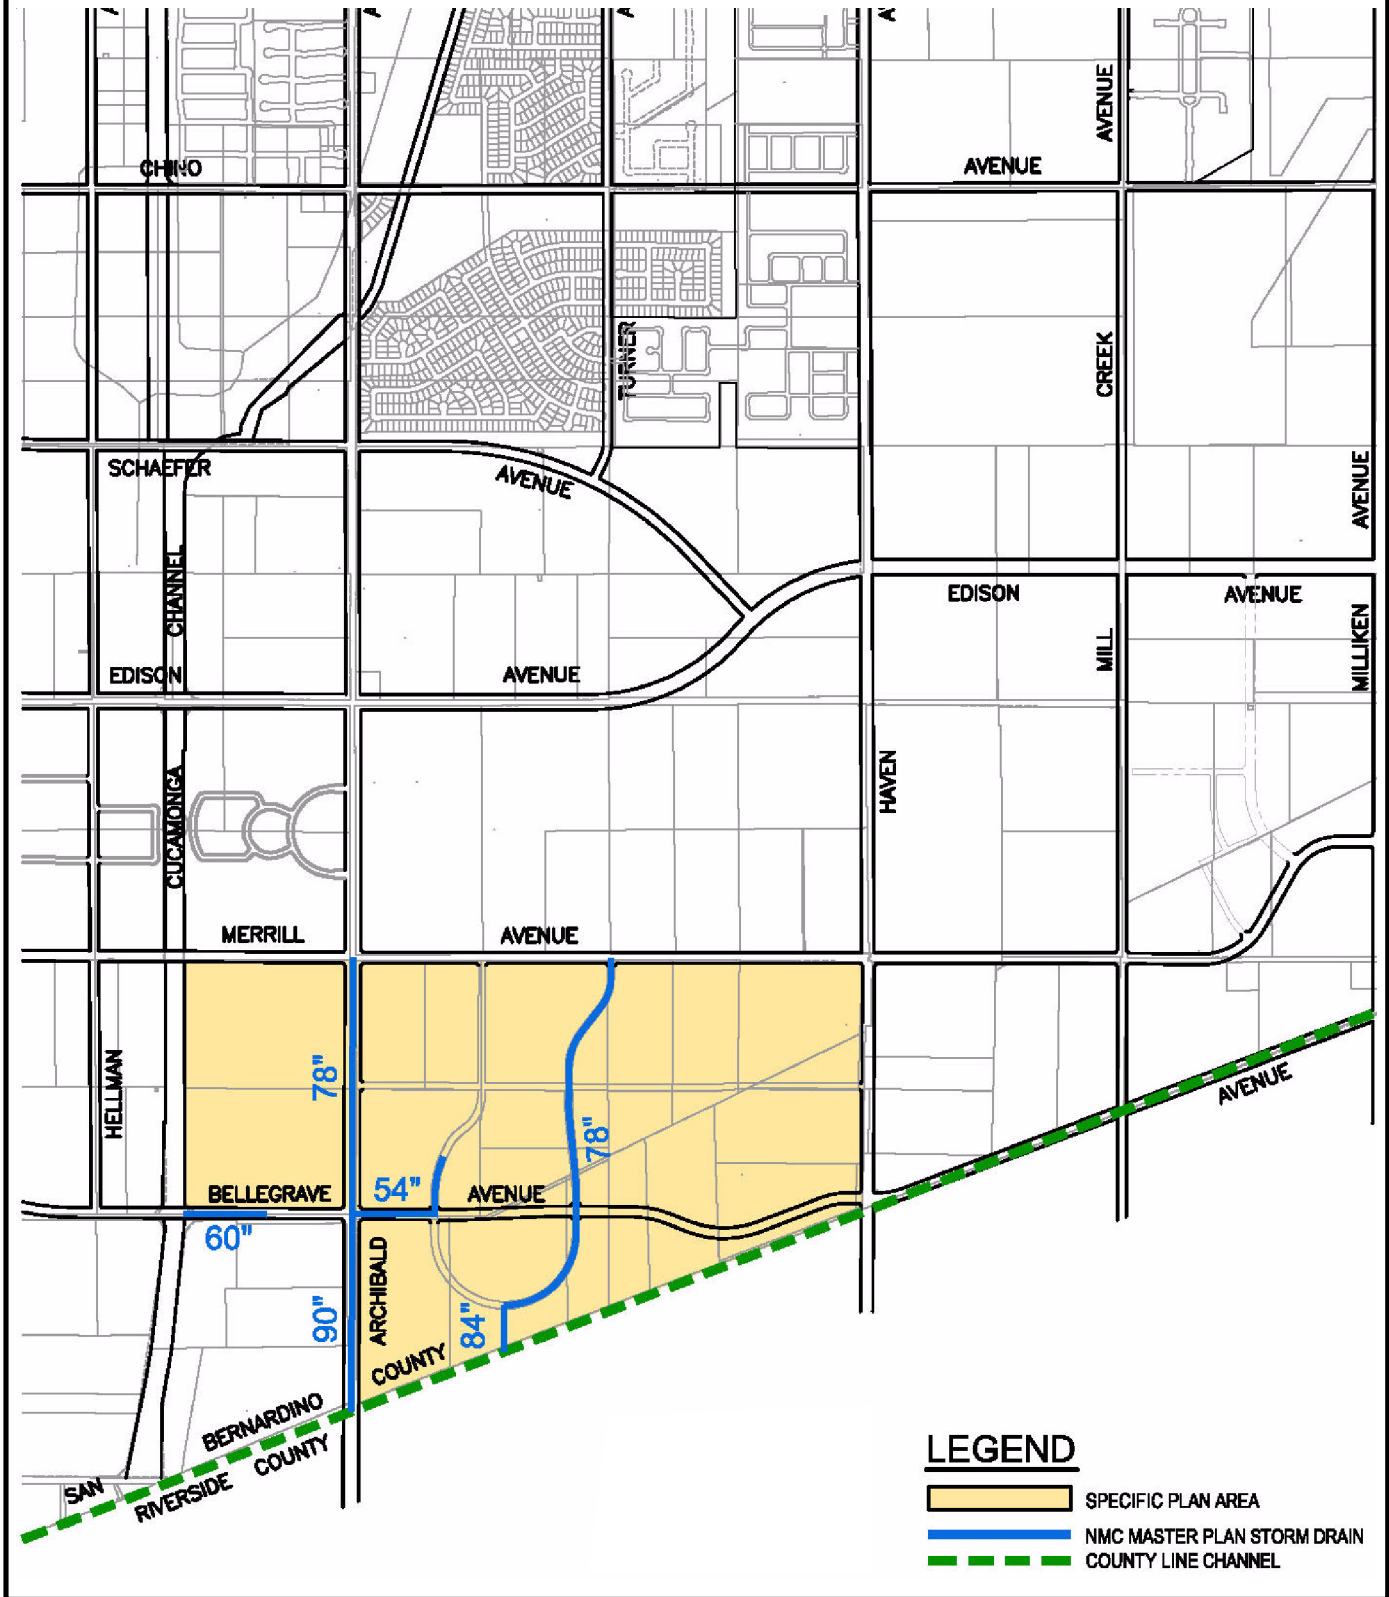 AVENUE
CHINO
AVENUE
TURNER
CREEK
SCHAEFER
AVENUE
AVENUE
CHANNEL
EDISON
AVENUE
EDISON
AVENUE
MILL
MILLIKEN
HAVEN
CUCAMONGA
MERRILL
AVENUE
HELLMAN
78"
78"
AVENUE
BELLEGRAVE
54"
AVENUE
60"
ARCHIBALD
90"
84"
COUNTY
BERNARDINO
SAN
RIVERSIDE COUNTY
LEGEND
SPECIFIC PLAN AREA
NMC MASTER PLAN STORM DRAIN
COUNTY LINE CHANNEL